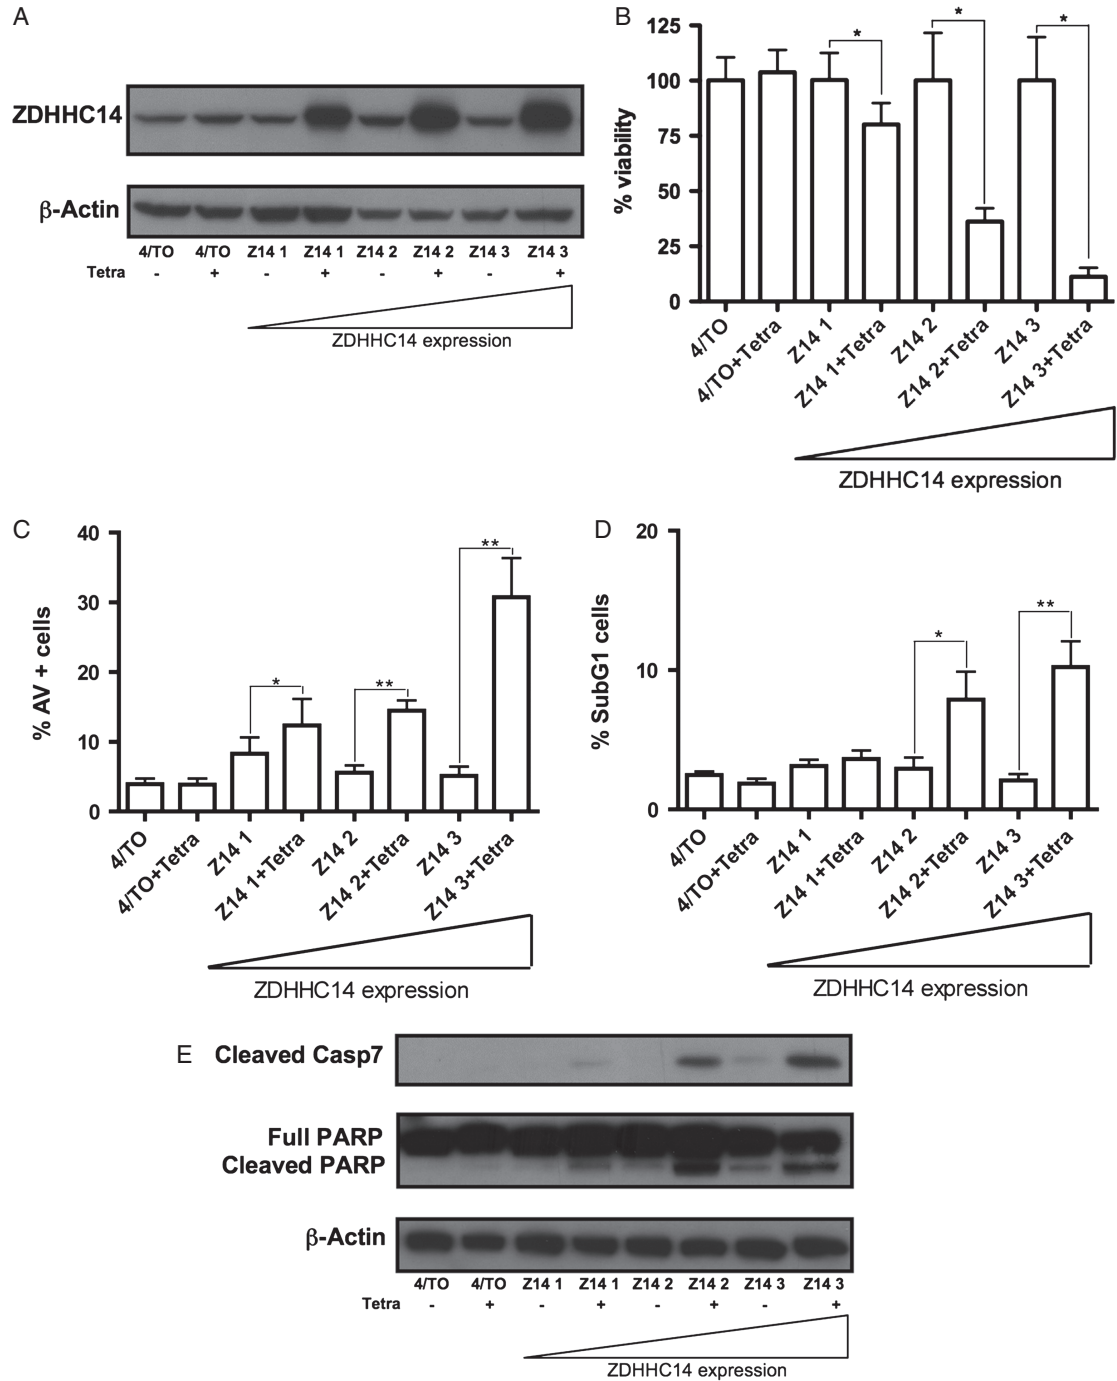 A
ZDHHC14
β-Actin
4/TO 4/TO Z14 1 Z14 1 Z14 2 Z14 2 Z14 3 Z14 3
Tetra - + - + - + - +
ZDHHC14 expression
B
% viability
125
100
75
50
25
0
* * *
4/TO 4/TO+Tetra Z14 1 Z14 1+Tetra Z14 2 Z14 2+Tetra Z14 3 Z14 3+Tetra
ZDHHC14 expression
C
% AV + cells
40
30
20
10
0
* ** **
4/TO 4/TO+Tetra Z14 1 Z14 1+Tetra Z14 2 Z14 2+Tetra Z14 3 Z14 3+Tetra
ZDHHC14 expression
D
% SubG1 cells
20
10
0
* **
4/TO 4/TO+Tetra Z14 1 Z14 1+Tetra Z14 2 Z14 2+Tetra Z14 3 Z14 3+Tetra
ZDHHC14 expression
E
Cleaved Casp7
Full PARP
Cleaved PARP
β-Actin
4/TO 4/TO Z14 1 Z14 1 Z14 2 Z14 2 Z14 3 Z14 3
Tetra - + - + - + - +
ZDHHC14 expression